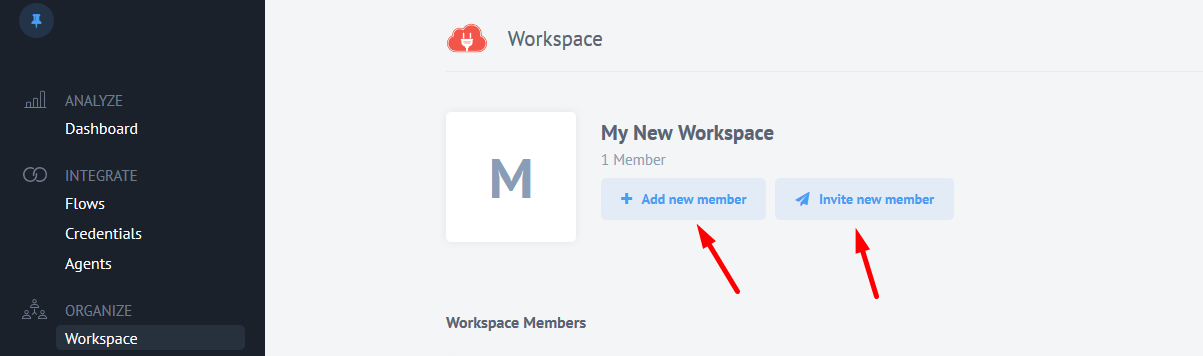 ANALYZE
Dashboard
INTEGRATE
Flows
Credentials
Agents
ORGANIZE
Workspace
Workspace
M
My New Workspace
1 Member
Add new member
Invite new member
Workspace Members